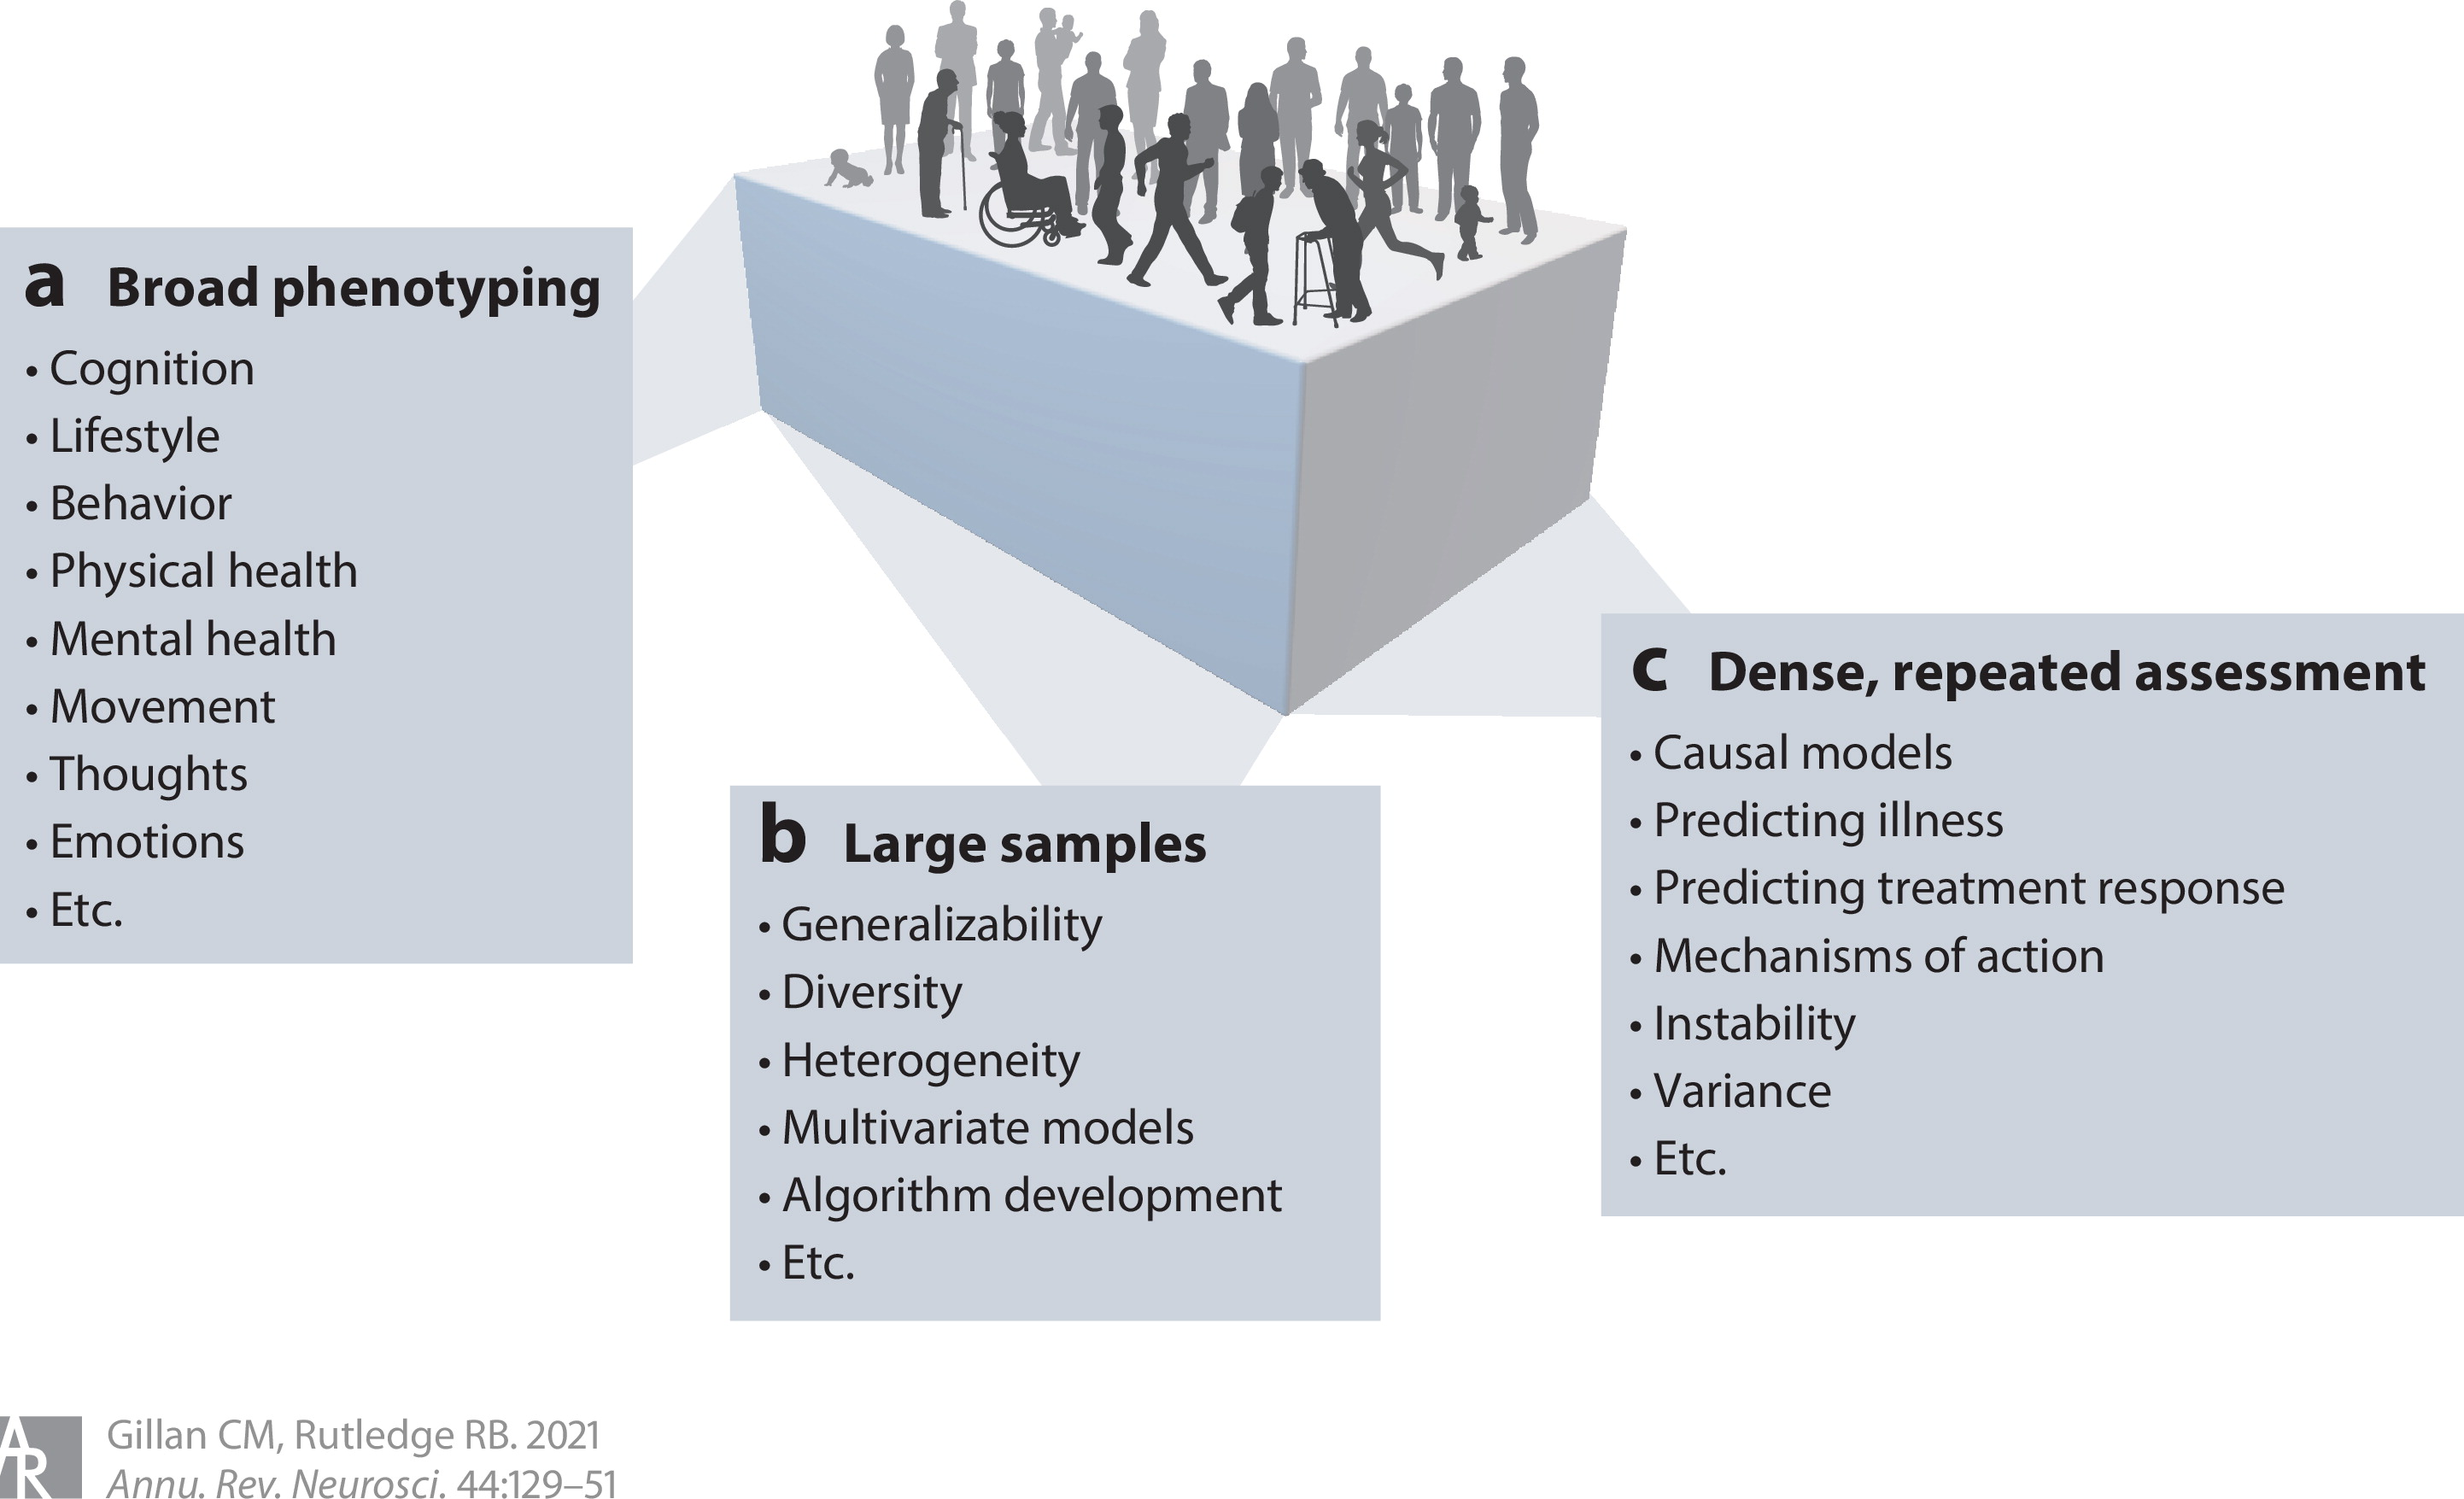 a Broad phenotyping
• Cognition
• Lifestyle
• Behavior
• Physical health
• Mental health
• Movement
• Thoughts
• Emotions
• Etc.
b Large samples
• Generalizability
• Diversity
• Heterogeneity
• Multivariate models
• Algorithm development
• Etc.
c Dense, repeated assessment
• Causal models
• Predicting illness
• Predicting treatment response
• Mechanisms of action
• Instability
• Variance
• Etc.
AR
Gillan CM, Rutledge RB. 2021
Annu. Rev. Neurosci. 44:129–51